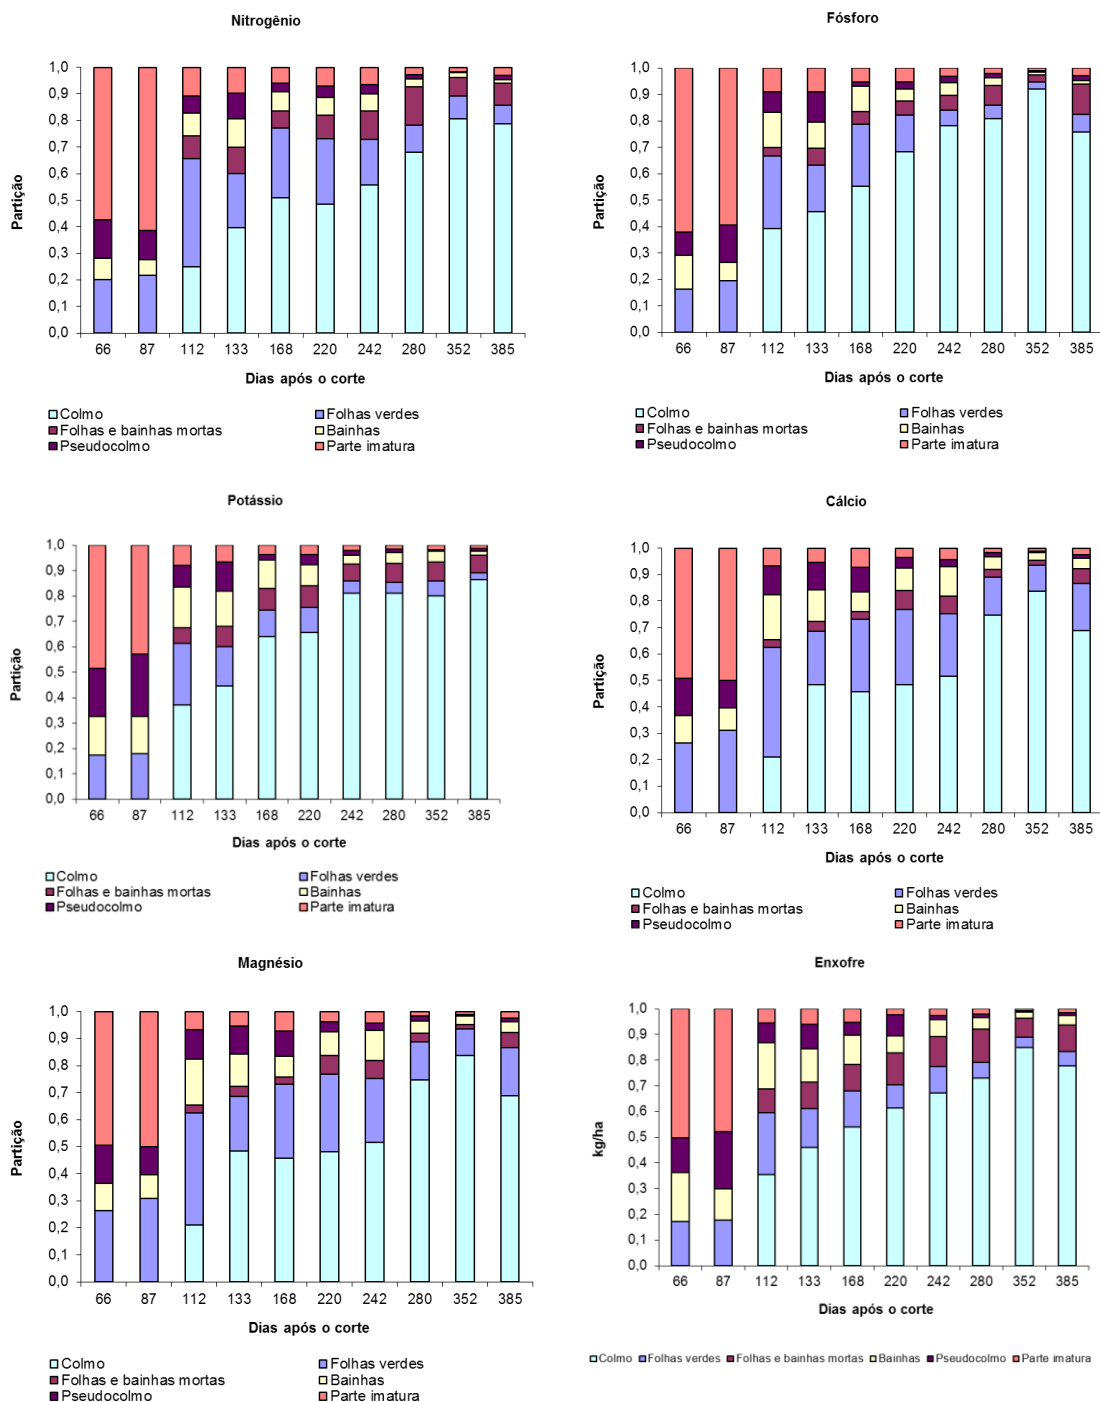 Nitrogênio
Partição
1,0
0,9
0,8
0,7
0,6
0,5
0,4
0,3
0,2
0,1
0,0
66 87 112 133 168 220 242 280 352 385
Dias após o corte
Colmo Folhas verdes
Folhas e bainhas mortas Bainhas
Pseudocolmo Parte imatura
Fósforo
Partição
1,0
0,9
0,8
0,7
0,6
0,5
0,4
0,3
0,2
0,1
0,0
66 87 112 133 168 220 242 280 352 385
Dias após o corte
Colmo Folhas verdes
Folhas e bainhas mortas Bainhas
Pseudocolmo Parte imatura
Potássio
Partição
1,0
0,9
0,8
0,7
0,6
0,5
0,4
0,3
0,2
0,1
0,0
66 87 112 133 168 220 242 280 352 385
Dias após o corte
Colmo Folhas verdes
Folhas e bainhas mortas Bainhas
Pseudocolmo Parte imatura
Cálcio
Partição
1,0
0,9
0,8
0,7
0,6
0,5
0,4
0,3
0,2
0,1
0,0
66 87 112 133 168 220 242 280 352 385
Dias após o corte
Colmo Folhas verdes
Folhas e bainhas mortas Bainhas
Pseudocolmo Parte imatura
Magnésio
Partição
1,0
0,9
0,8
0,7
0,6
0,5
0,4
0,3
0,2
0,1
0,0
66 87 112 133 168 220 242 280 352 385
Dias após o corte
Colmo Folhas verdes
Folhas e bainhas mortas Bainhas
Pseudocolmo Parte imatura
Enxofre
kg/ha
1,0
0,9
0,8
0,7
0,6
0,5
0,4
0,3
0,2
0,1
0,0
66 87 112 133 168 220 242 280 352 385
Dias após o corte
Colmo Folhas verdes Folhas e bainhas mortas Bainhas Pseudocolmo Parte imatura